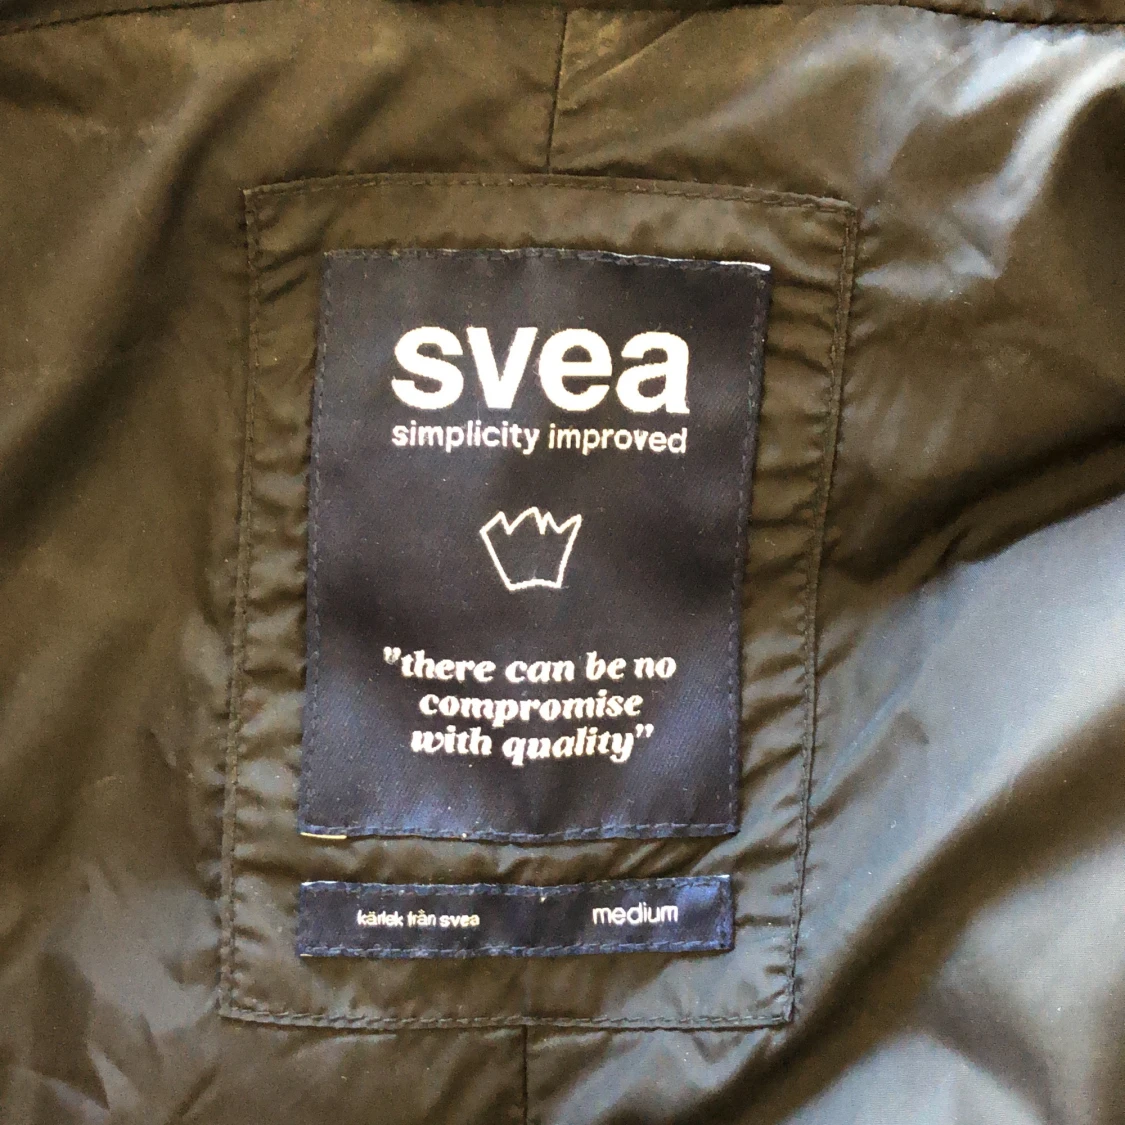 svea
simplicity improved
"there can be no
compromise
with quality"
kärlek från svea
medium